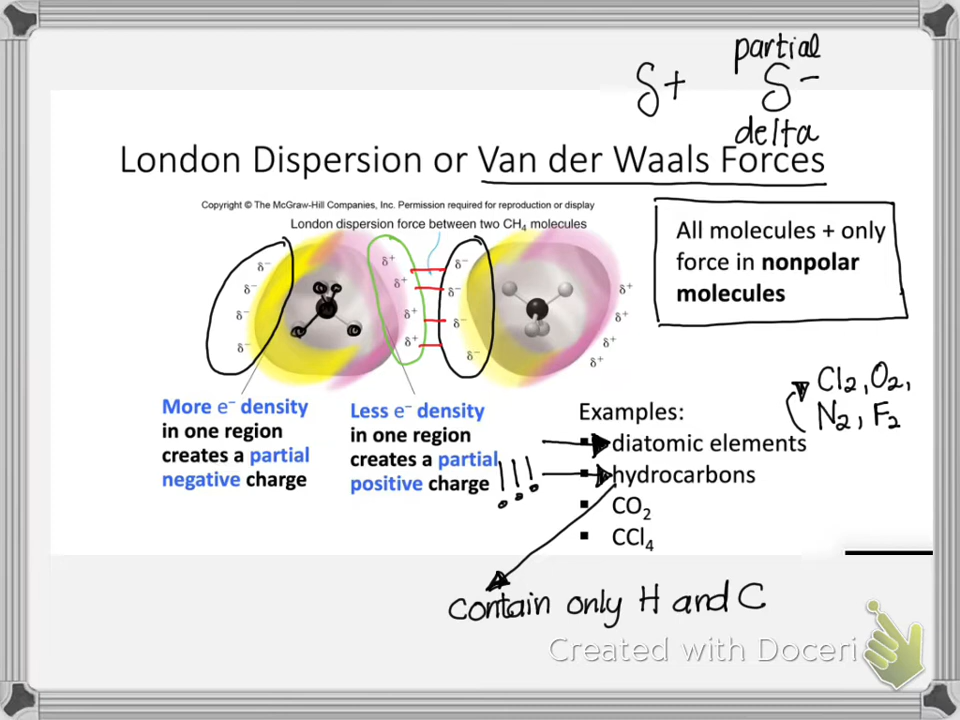 partial
δ+ δ−
delta
London Dispersion or Van der Waals Forces
Copyright © The McGraw-Hill Companies, Inc. Permission required for reproduction or display
London dispersion force between two CH₄ molecules
All molecules + only
force in nonpolar
molecules
δ⁻ δ⁺ δ⁻
δ⁻ δ⁺ δ⁻ δ⁺
δ⁻ δ⁺ δ⁻ δ⁺
δ⁻ δ⁺ δ⁻ δ⁺
δ⁺
More e⁻ density
in one region
creates a partial
negative charge
Less e⁻ density
in one region
creates a partial
positive charge
!!!
Cl₂, O₂,
N₂, F₂
Examples:
▪ diatomic elements
▪ hydrocarbons
▪ CO₂
▪ CCl₄
contain only H and C
Created with Doceri